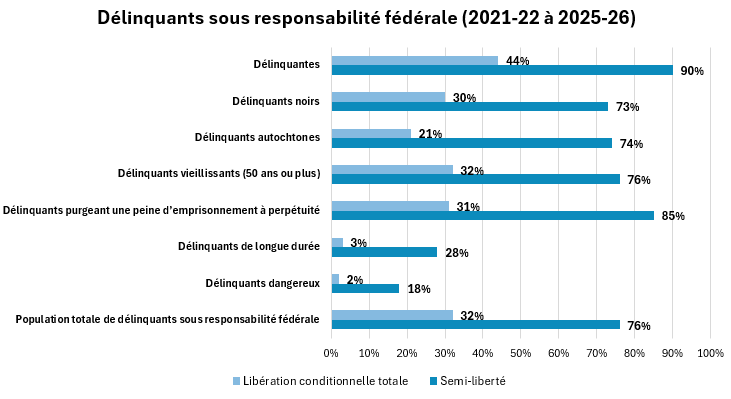 Délinquants sous responsabilité fédérale (2021-22 à 2025-26)
Délinquantes
44%
90%
Délinquants noirs
30%
73%
Délinquants autochtones
21%
74%
Délinquants vieillissants (50 ans ou plus)
32%
76%
Délinquants purgeant une peine d'emprisonnement à perpétuité
31%
85%
Délinquants de longue durée
3%
28%
Délinquants dangereux
2%
18%
Population totale de délinquants sous responsabilité fédérale
32%
76%
0% 10% 20% 30% 40% 50% 60% 70% 80% 90% 100%
Libération conditionnelle totale Semi-liberté